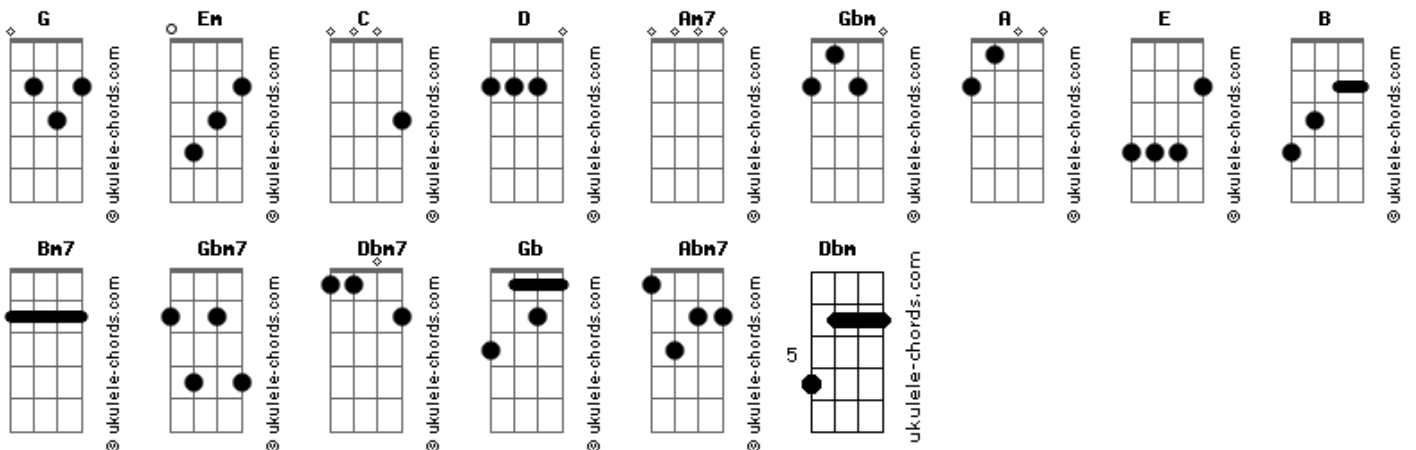 G Em C D Am7 Gbm A E B
© ukulele-chords.com © ukulele-chords.com © ukulele-chords.com © ukulele-chords.com © ukulele-chords.com © ukulele-chords.com © ukulele-chords.com © ukulele-chords.com © ukulele-chords.com
Bm7 Gbm7 Dbm7 Gb Abm7 Dbm
5
© ukulele-chords.com © ukulele-chords.com © ukulele-chords.com © ukulele-chords.com © ukulele-chords.com ukulele-chords.com